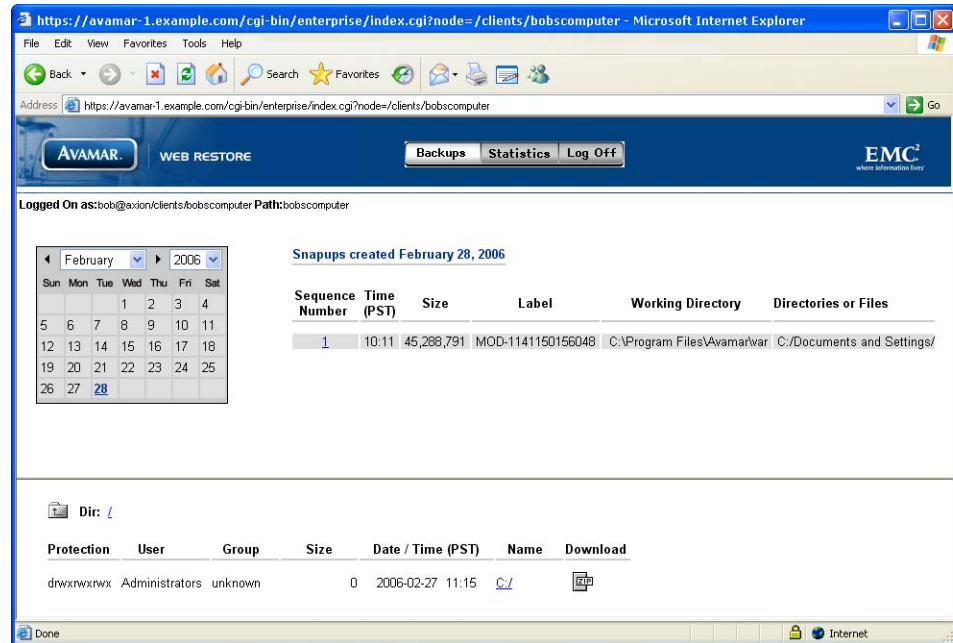 https://avamar-1.example.com/cgi-bin/enterprise/index.cgi?node=/clients/bobscomputer - Microsoft Internet Explorer
File Edit View Favorites Tools Help
Back Search Favorites
Address https://avamar-1.example.com/cgi-bin/enterprise/index.cgi?node=/clients/bobscomputer Go
AVAMAR. WEB RESTORE Backups Statistics Log Off EMC²
where information lives®
Logged On as:bob@axion/clients/bobscomputer Path:bobscomputer
February 2006
Sun Mon Tue Wed Thu Fri Sat
1 2 3 4
5 6 7 8 9 10 11
12 13 14 15 16 17 18
19 20 21 22 23 24 25
26 27 28
Snapups created February 28, 2006
Sequence Number Time (PST) Size Label Working Directory Directories or Files
1 10:11 45,288,791 MOD-1141150156048 C:\Program Files\Avamar\var C:/Documents and Settings/
Dir: /
Protection User Group Size Date / Time (PST) Name Download
drwxrwxrwx Administrators unknown 0 2006-02-27 11:15 C:/ ZIP
Done Internet